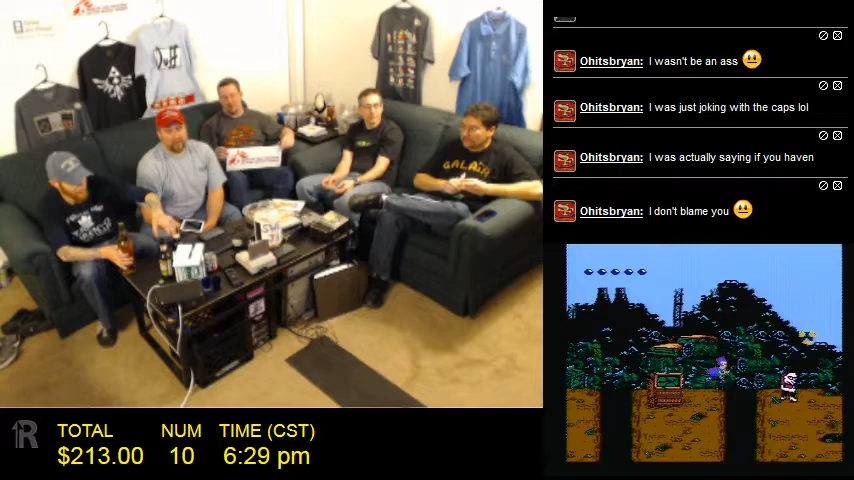 Duff
GALAGA
Ohitsbryan: I wasn't be an ass
Ohitsbryan: I was just joking with the caps lol
Ohitsbryan: I was actually saying if you haven
Ohitsbryan: I don't blame you
R
TOTAL NUM TIME (CST)
$213.00 10 6:29 pm